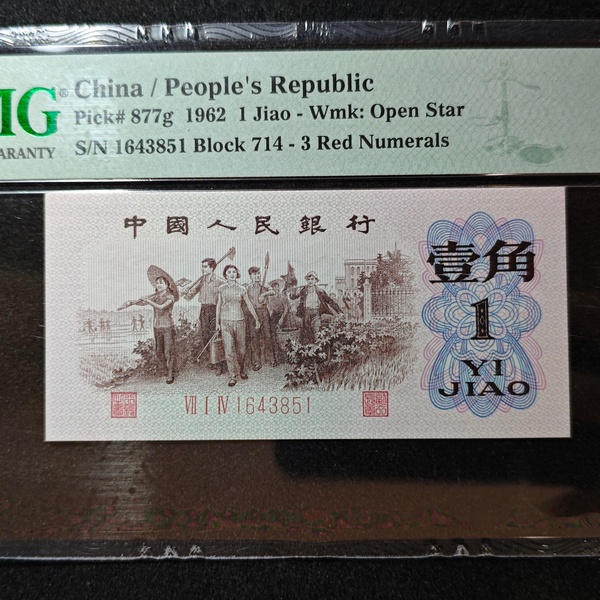 MG®
ARANTY
China / People's Republic
Pick# 877g 1962 1 Jiao - Wmk: Open Star
S/N 1643851 Block 714 - 3 Red Numerals
中國人民銀行
壹角
1
YI
JIAO
VII I IV 1643851